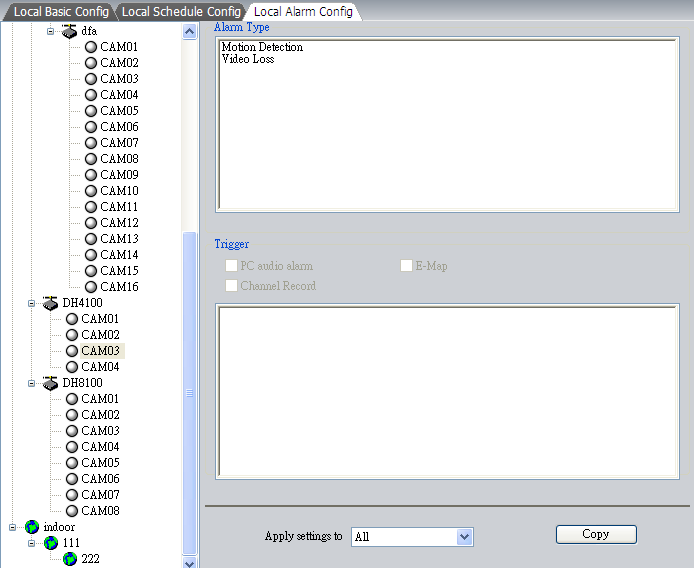 Local Basic Config Local Schedule Config Local Alarm Config
dfa
CAM01
CAM02
CAM03
CAM04
CAM05
CAM06
CAM07
CAM08
CAM09
CAM10
CAM11
CAM12
CAM13
CAM14
CAM15
CAM16
DH4100
CAM01
CAM02
CAM03
CAM04
DH8100
CAM01
CAM02
CAM03
CAM04
CAM05
CAM06
CAM07
CAM08
indoor
111
222
Alarm Type
Motion Detection
Video Loss
Trigger
PC audio alarm E-Map
Channel Record
Apply settings to All Copy